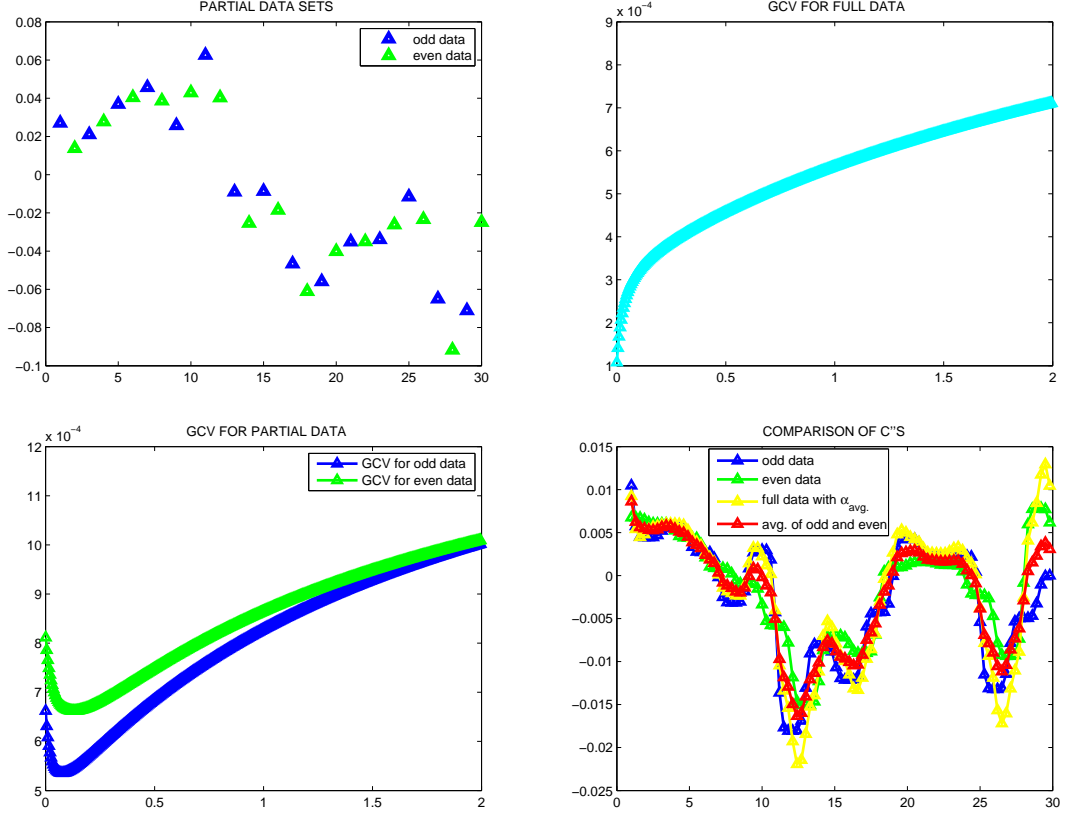 PARTIAL DATA SETS
0.08
0.06
0.04
0.02
0
−0.02
−0.04
−0.06
−0.08
−0.1
0 5 10 15 20 25 30
odd data
even data
GCV FOR FULL DATA
x 10⁻⁴
9
8
7
6
5
4
3
2
1
0 0.5 1 1.5 2
GCV FOR PARTIAL DATA
x 10⁻⁴
12
11
10
9
8
7
6
5
0 0.5 1 1.5 2
GCV for odd data
GCV for even data
COMPARISON OF C"S
0.015
0.01
0.005
0
−0.005
−0.01
−0.015
−0.02
−0.025
0 5 10 15 20 25 30
odd data
even data
full data with α_avg.
avg. of odd and even